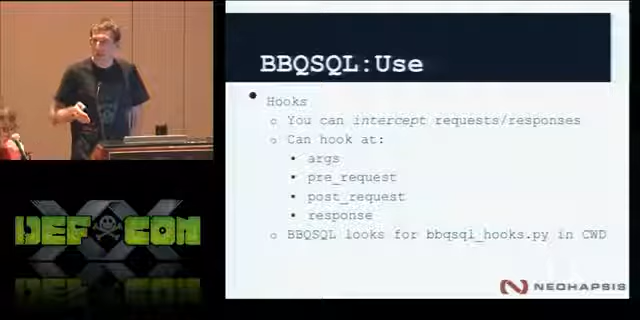 BBQSQL:Use
• Hooks
o You can intercept requests/responses
o Can hook at:
• args
• pre_request
• post_request
• response
o BBQSQL looks for bbqsql_hooks.py in CWD
NEOHAPSIS
XX
DEF CON